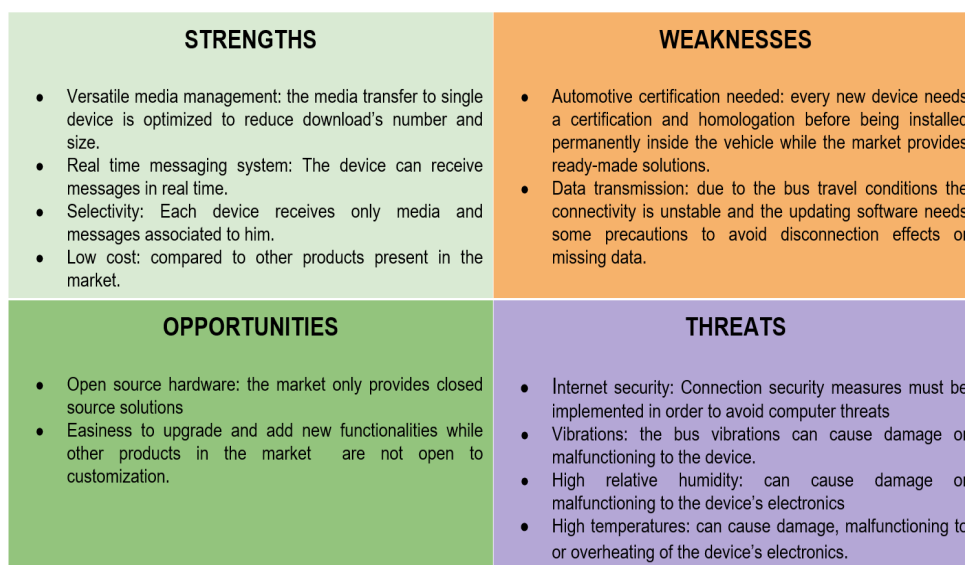 STRENGTHS
● Versatile media management: the media transfer to single
device is optimized to reduce download’s number and
size.
● Real time messaging system: The device can receive
messages in real time.
● Selectivity: Each device receives only media and
messages associated to him.
● Low cost: compared to other products present in the
market.
WEAKNESSES
● Automotive certification needed: every new device needs
a certification and homologation before being installed
permanently inside the vehicle while the market provides
ready-made solutions.
● Data transmission: due to the bus travel conditions the
connectivity is unstable and the updating software needs
some precautions to avoid disconnection effects or
missing data.
OPPORTUNITIES
● Open source hardware: the market only provides closed
source solutions
● Easiness to upgrade and add new functionalities while
other products in the market are not open to
customization.
THREATS
● Internet security: Connection security measures must be
implemented in order to avoid computer threats
● Vibrations: the bus vibrations can cause damage or
malfunctioning to the device.
● High relative humidity: can cause damage or
malfunctioning to the device’s electronics
● High temperatures: can cause damage, malfunctioning to
or overheating of the device’s electronics.